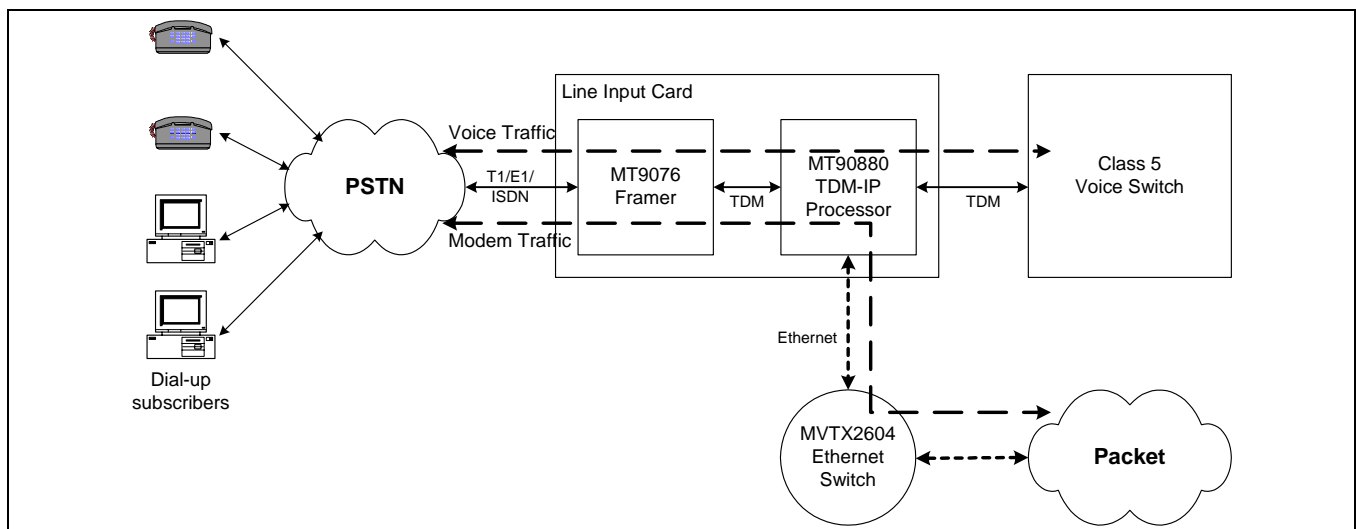 Line Input Card
Voice Traffic
PSTN
T1/E1/
ISDN
MT9076
Framer
TDM
MT90880
TDM-IP
Processor
TDM
Class 5
Voice Switch
Modem Traffic
Ethernet
Dial-up
subscribers
MVTX2604
Ethernet
Switch
Packet